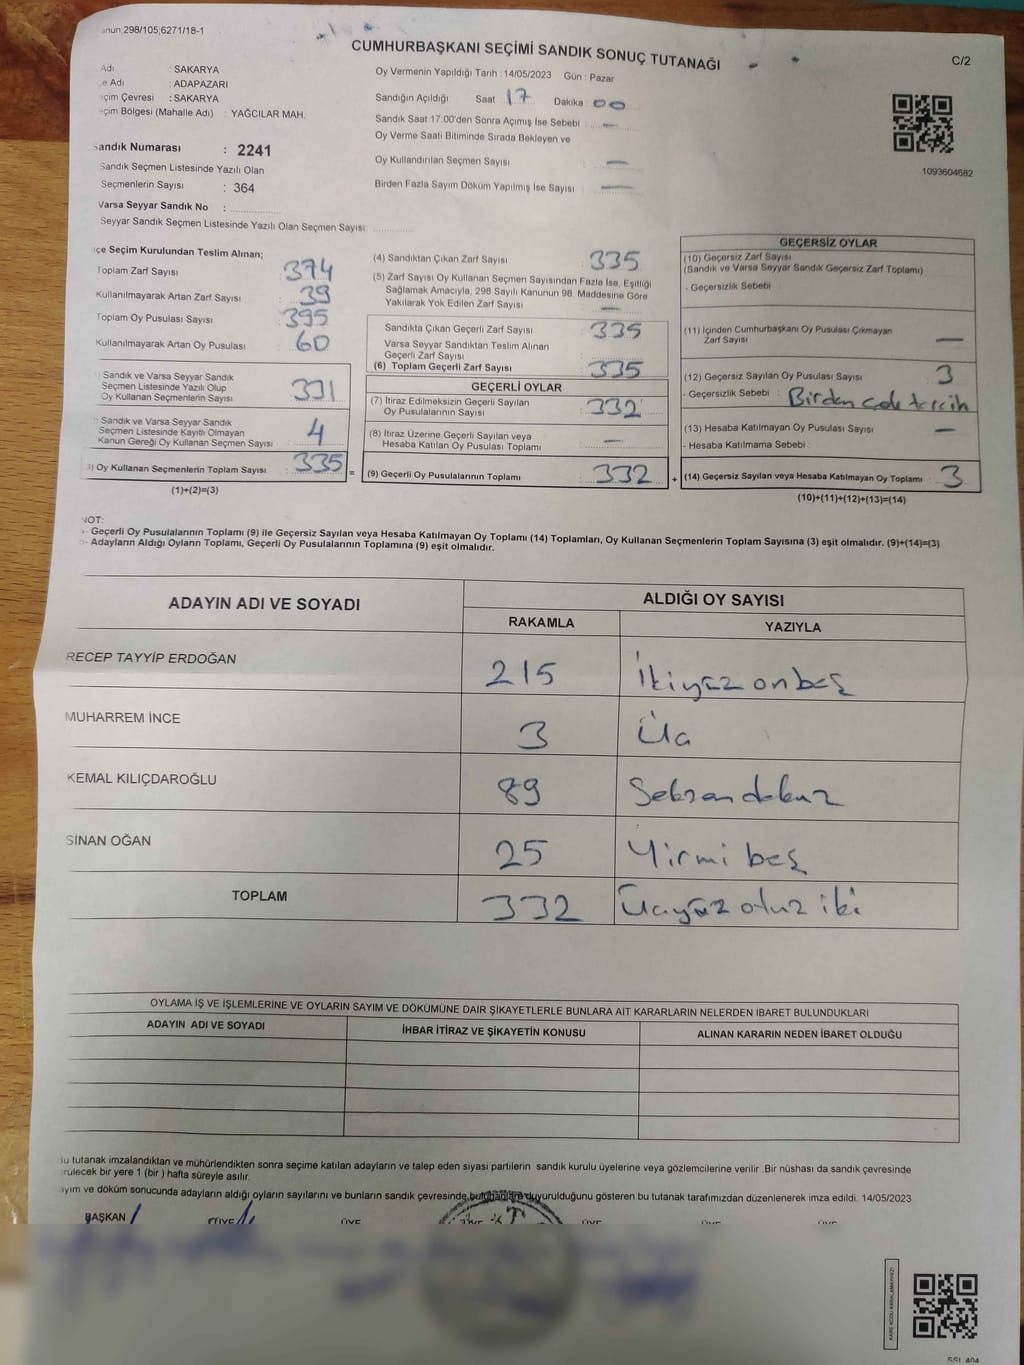 298/105;6271/18-1
CUMHURBAŞKANI SEÇİMİ SANDIK SONUÇ TUTANAĞI
C/2
Adı : SAKARYA
e Adı : ADAPAZARI
çim Çevresi : SAKARYA
çim Bölgesi (Mahalle Adı) : YAĞCILAR MAH.
Sandık Numarası : 2241
Sandık Seçmen Listesinde Yazılı Olan
Seçmenlerin Sayısı : 364
Varsa Seyyar Sandık No :
Seyyar Sandık Seçmen Listesinde Yazılı Olan Seçmen Sayısı:
Oy Vermenin Yapıldığı Tarih : 14/05/2023 Gün : Pazar
Sandığın Açıldığı Saat 17 Dakika 00
Sandık Saat 17:00'den Sonra Açımış İse Sebebi : —
Oy Verme Saati Bitiminde Sırada Bekleyen ve
Oy Kullandırılan Seçmen Sayısı : —
Birden Fazla Sayım Döküm Yapılmış İse Sayısı : —
1093604682
çe Seçim Kurulundan Teslim Alınan;
Toplam Zarf Sayısı : 374
Kullanılmayarak Artan Zarf Sayısı : 39
Toplam Oy Pusulası Sayısı : 395
Kullanılmayarak Artan Oy Pusulası : 60
) Sandık ve Varsa Seyyar Sandık
Seçmen Listesinde Yazılı Olup
Oy Kullanan Seçmenlerin Sayısı : 331
) Sandık ve Varsa Seyyar Sandık
Seçmen Listesinde Kayıtlı Olmayan
Kanun Gereği Oy Kullanan Seçmen Sayısı : 4
3) Oy Kullanan Seçmenlerin Toplam Sayısı : 335 =
(1)+(2)=(3)
(4) Sandıktan Çıkan Zarf Sayısı : 335
(5) Zarf Sayısı Oy Kullanan Seçmen Sayısından Fazla İse, Eşitliği
Sağlamak Amacıyla, 298 Sayılı Kanunun 98. Maddesine Göre
Yakılarak Yok Edilen Zarf Sayısı : —
Sandıkta Çıkan Geçerli Zarf Sayısı : 335
Varsa Seyyar Sandıktan Teslim Alınan
Geçerli Zarf Sayısı :
(6) Toplam Geçerli Zarf Sayısı : 335
GEÇERLİ OYLAR
(7) İtiraz Edilmeksizin Geçerli Sayılan
Oy Pusulalarının Sayısı : 332
(8) İtiraz Üzerine Geçerli Sayılan veya
Hesaba Katılan Oy Pusulası Toplamı : —
(9) Geçerli Oy Pusulalarının Toplamı : 332 +
GEÇERSİZ OYLAR
(10) Geçersiz Zarf Sayısı :
(Sandık ve Varsa Seyyar Sandık Geçersiz Zarf Toplamı)
- Geçersizlik Sebebi :
(11) İçinden Cumhurbaşkanı Oy Pusulası Çıkmayan
Zarf Sayısı : —
(12) Geçersiz Sayılan Oy Pusulası Sayısı : 3
- Geçersizlik Sebebi : Birden çok tercih
(13) Hesaba Katılmayan Oy Pusulası Sayısı : —
- Hesaba Katılmama Sebebi :
(14) Geçersiz Sayılan veya Hesaba Katılmayan Oy Toplamı : 3
(10)+(11)+(12)+(13)=(14)
NOT:
- Geçerli Oy Pusulalarının Toplamı (9) ile Geçersiz Sayılan veya Hesaba Katılmayan Oy Toplamı (14) Toplamları, Oy Kullanan Seçmenlerin Toplam Sayısına (3) eşit olmalıdır. (9)+(14)=(3)
- Adayların Aldığı Oyların Toplamı, Geçerli Oy Pusulalarının Toplamına (9) eşit olmalıdır.
ADAYIN ADI VE SOYADI
ALDIĞI OY SAYISI
RAKAMLA YAZIYLA
RECEP TAYYİP ERDOĞAN 215 İkiyüz onbeş
MUHARREM İNCE 3 Üç
KEMAL KILIÇDAROĞLU 89 Seksen dokuz
SİNAN OĞAN 25 Yirmi beş
TOPLAM 332 Üçyüz otuz iki
OYLAMA İŞ VE İŞLEMLERİNE VE OYLARIN SAYIM VE DÖKÜMÜNE DAİR ŞİKAYETLERLE BUNLARA AİT KARARLARIN NELERDEN İBARET BULUNDUKLARI
ADAYIN ADI VE SOYADI İHBAR İTİRAZ VE ŞİKAYETİN KONUSU ALINAN KARARIN NEDEN İBARET OLDUĞU
u tutanak imzalandıktan ve mühürlendikten sonra seçime katılan adayların ve talep eden siyasi partilerin sandık kurulu üyelerine veya gözlemcilerine verilir. Bir nüshası da sandık çevresinde
rülecek bir yere 1 (bir ) hafta süreyle asılır.
ayım ve döküm sonucunda adayların aldığı oyların sayılarını ve bunların sandık çevresinde duyurulduğunu gösteren bu tutanak tarafımızdan düzenlenerek imza edildi. 14/05/2023
BAŞKAN ÜYE ÜYE ÜYE ÜYE ÜYE